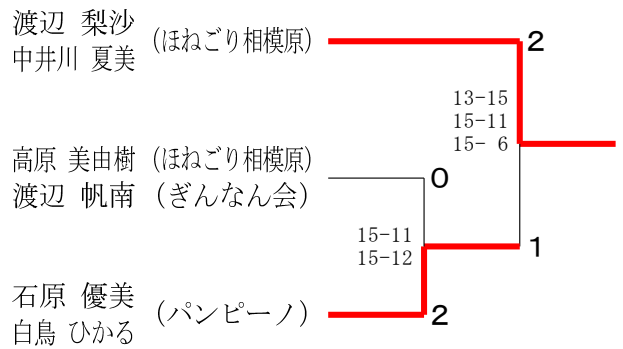 渡辺 梨沙
中井川 夏美
(ほねごり相模原)
2
13-15
15-11
15- 6
高原 美由樹 (ほねごり相模原)
渡辺 帆南 (ぎんなん会)
0
15-11
15-12
1
石原 優美
白鳥 ひかる
(パンピーノ)
2